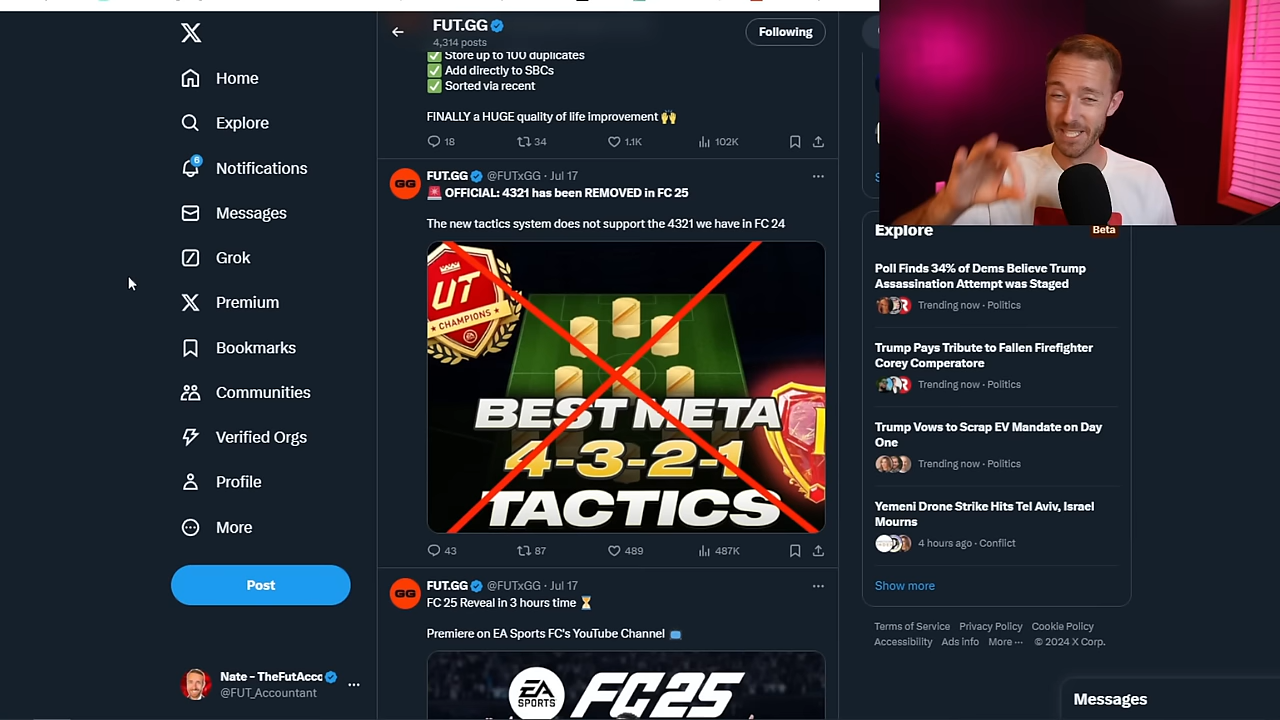 Home
Explore
6
Notifications
Messages
Grok
Premium
Bookmarks
Communities
Verified Orgs
Profile
More
Post
Nate - TheFutAcco
@FUT_Accountant
FUT.GG
4,314 posts
Following
✅ Store up to 100 duplicates
✅ Add directly to SBCs
✅ Sorted via recent
FINALLY a HUGE quality of life improvement 🙌
18 34 1.1K 102K
GG
FUT.GG @FUTxGG · Jul 17
🚨 OFFICIAL: 4321 has been REMOVED in FC 25
The new tactics system does not support the 4321 we have in FC 24
UT
CHAMPIONS
BEST META
4-3-2-1
TACTICS
43 87 489 487K
GG
FUT.GG @FUTxGG · Jul 17
FC 25 Reveal in 3 hours time ⏳
Premiere on EA Sports FC's YouTube Channel 📺
EA
SPORTS
FC25
Explore
Beta
Poll Finds 34% of Dems Believe Trump
Assassination Attempt was Staged
Trending now · Politics
Trump Pays Tribute to Fallen Firefighter
Corey Comperatore
Trending now · Politics
Trump Vows to Scrap EV Mandate on Day
One
Trending now · Politics
Yemeni Drone Strike Hits Tel Aviv, Israel
Mourns
4 hours ago · Conflict
Show more
Terms of Service Privacy Policy Cookie Policy
Accessibility Ads info More ··· © 2024 X Corp.
Messages